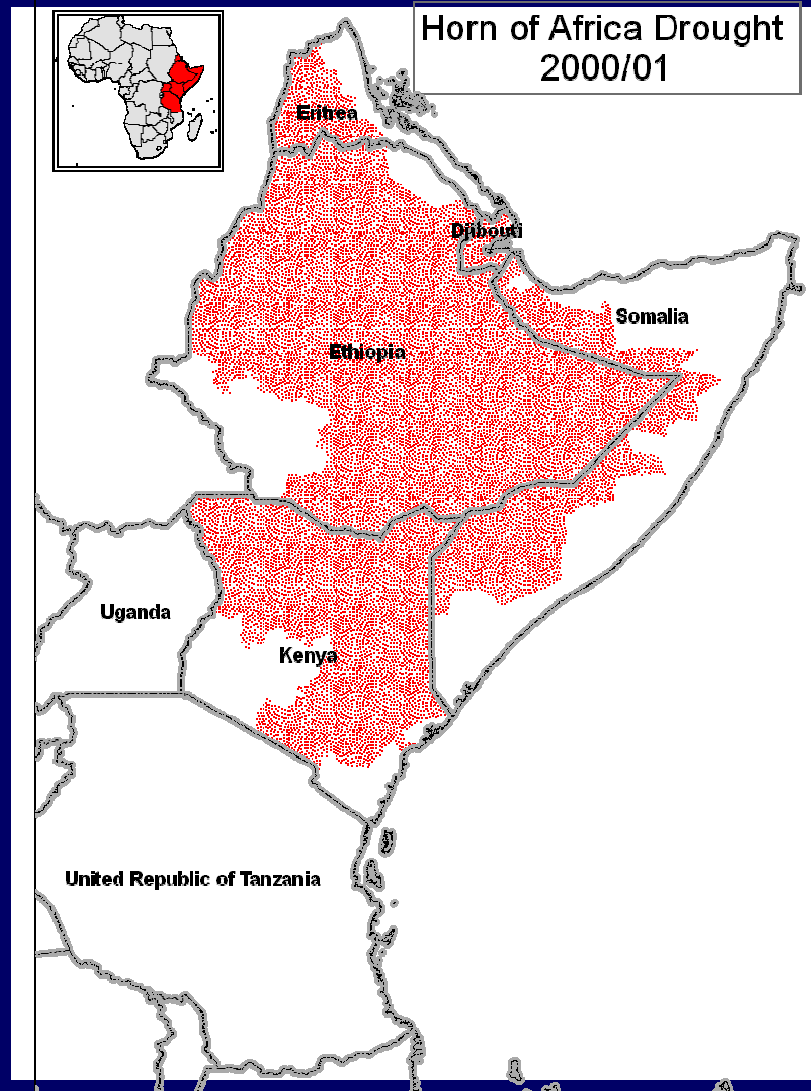 Horn of Africa Drought
2000/01
Eritrea
Djibouti
Somalia
Ethiopia
Uganda
Kenya
United Republic of Tanzania